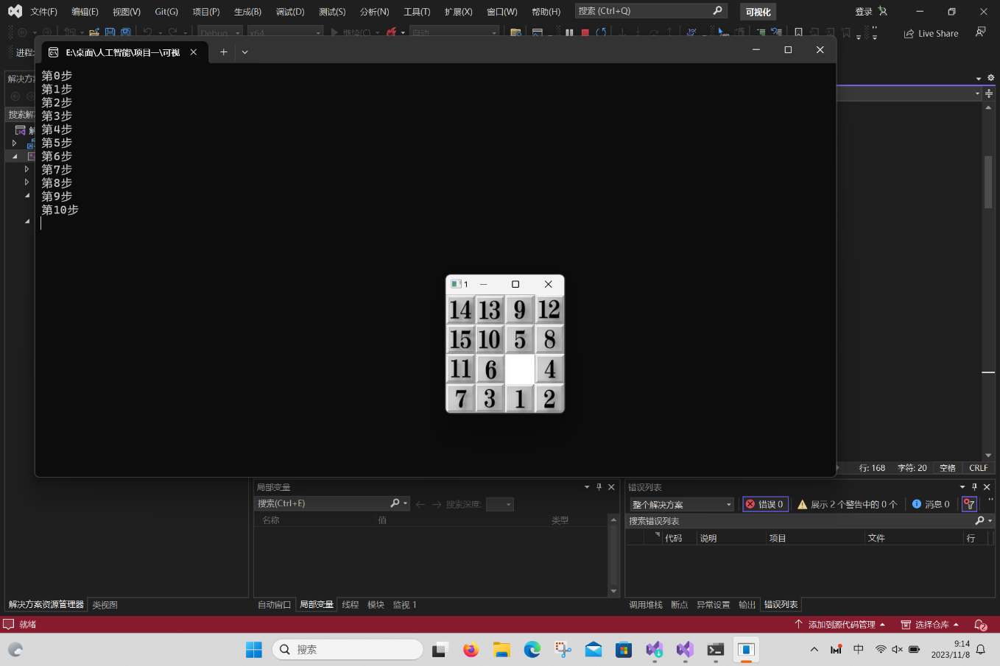 文件(F) 编辑(E) 视图(V) Git(G) 项目(P) 生成(B) 调试(D) 测试(S) 分析(N) 工具(T) 扩展(X) 窗口(W) 帮助(H) 搜索 (Ctrl+Q) 可视化 登录
Debug x64 继续(C) 自动 Live Share
进程:
E:\桌面\人工智能\项目一\可视
解决方
搜索解
第0步
第1步
第2步
第3步
第4步
第5步
第6步
第7步
第8步
第9步
第10步
1
14 13 9 12
15 10 5 8
11 6 4
7 3 1 2
行: 168 字符: 20 空格 CRLF
局部变量
搜索(Ctrl+E) 搜索深度:
名称 值 类型
自动窗口 局部变量 线程 模块 监视 1
错误列表
整个解决方案 错误 0 展示 2 个警告中的 0 个 消息 0
搜索错误列表
代码 说明 项目 文件 行
调用堆栈 断点 异常设置 输出 错误列表
解决方案资源管理器 类视图
就绪 添加到源代码管理 选择仓库 2
搜索 中 9:14
2023/11/8